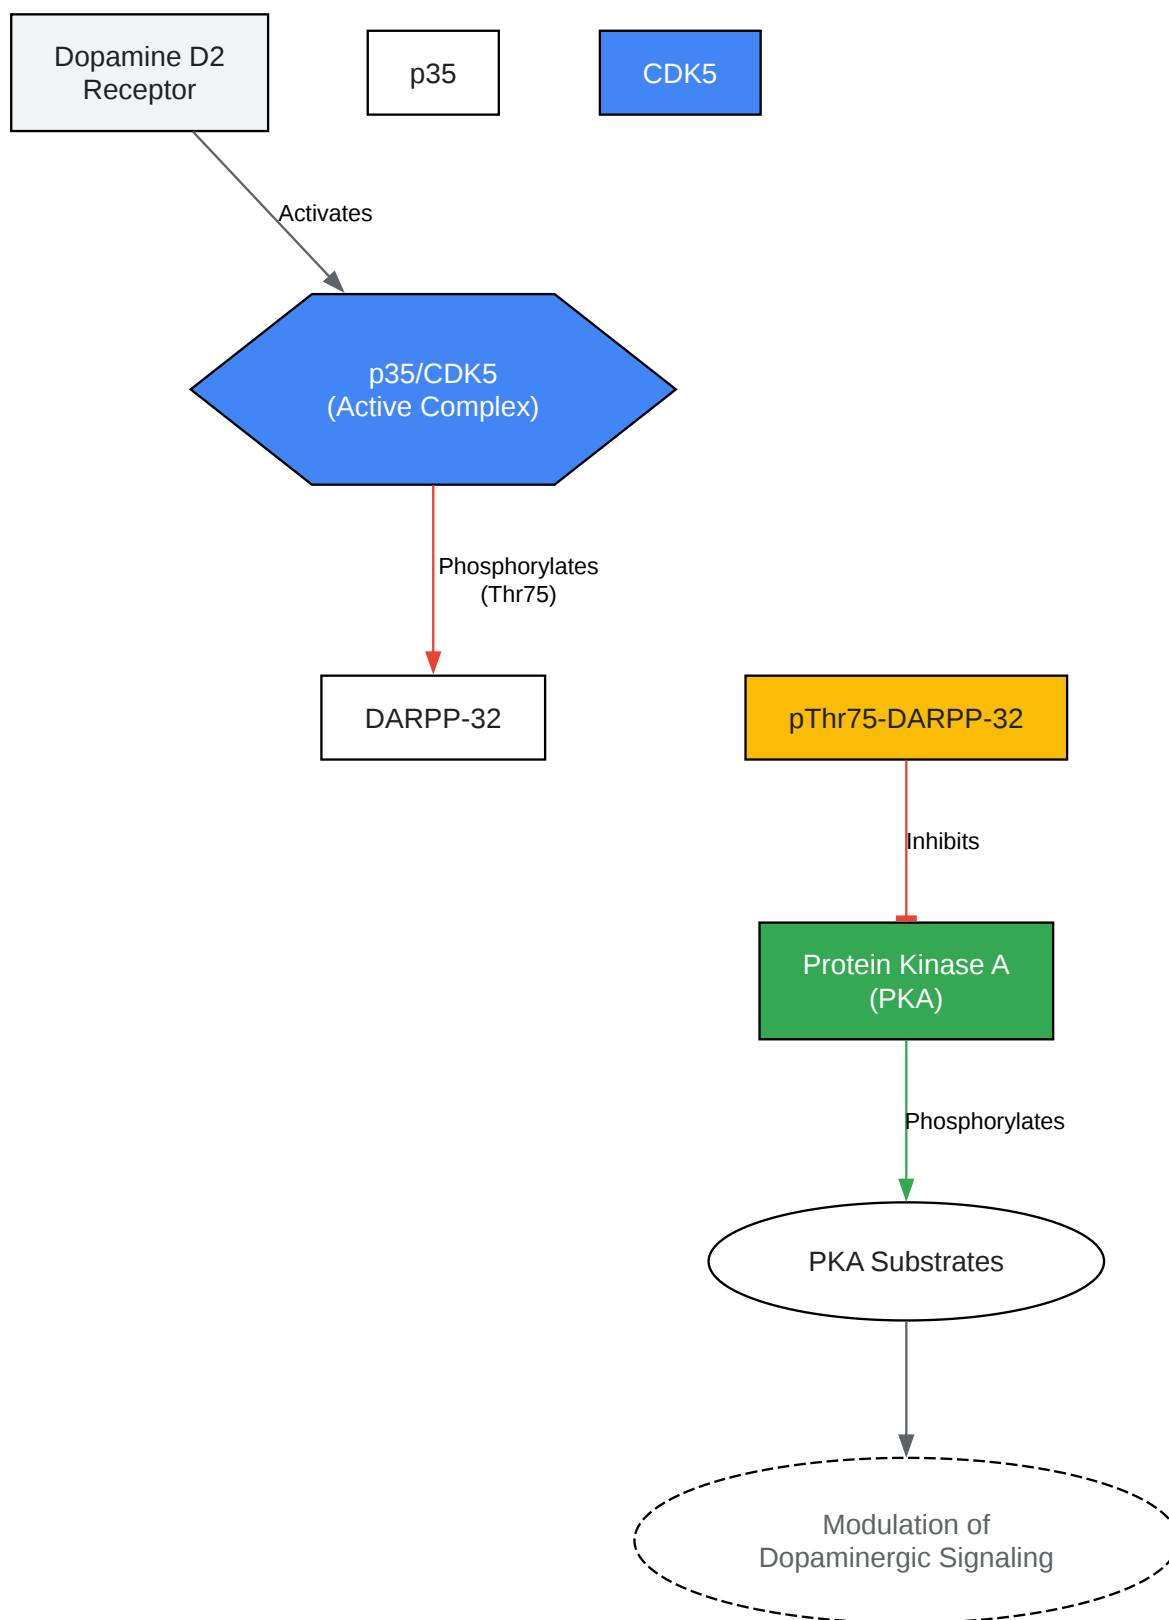 Dopamine D2
Receptor
p35
CDK5
Activates
p35/CDK5
(Active Complex)
Phosphorylates
(Thr75)
DARPP-32
pThr75-DARPP-32
Inhibits
Protein Kinase A
(PKA)
Phosphorylates
PKA Substrates
Modulation of
Dopaminergic Signaling